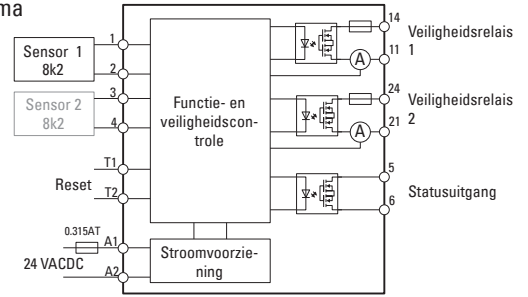 ma
Sensor 1
8k2
Sensor 2
8k2
1
2
3
4
T1
Reset
T2
0.315AT
A1
24 VACDC
A2
Functie- en
veiligheidscon-
trole
Stroomvoorzie-
ning
14
Veiligheidsrelais
1
11
A
24
Veiligheidsrelais
2
21
A
5
Statusuitgang
6